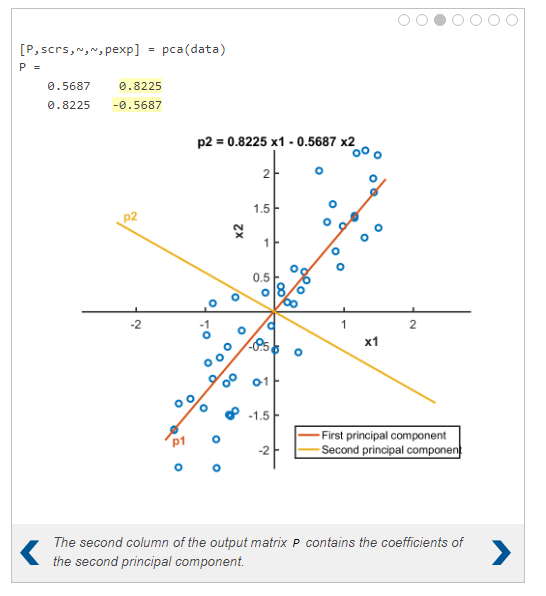 [P,scrs,~,~,pexp] = pca(data)
P =
0.5687 0.8225
0.8225 -0.5687
p2 = 0.8225 x1 - 0.5687 x2
2
p2
1.5
x2
1
0.5
-2 -1 1 2
x1
-0.5
-1
-1.5
First principal component
p1
-2
Second principal component
The second column of the output matrix P contains the coefficients of
the second principal component.